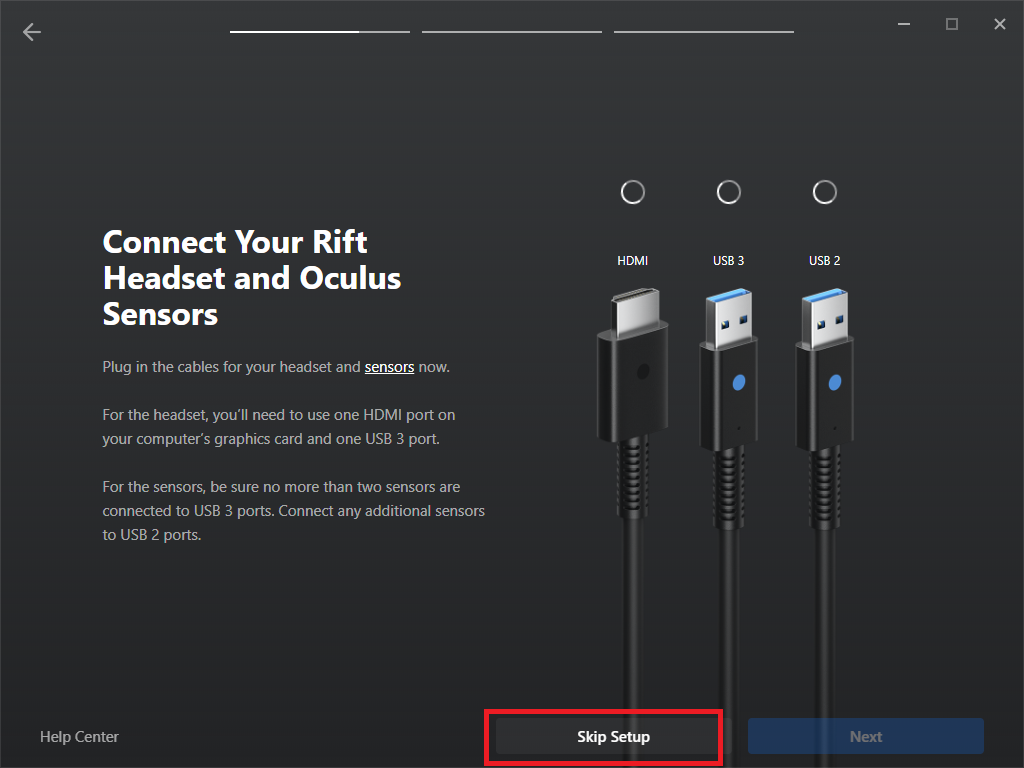 HDMI
USB 3
USB 2
Connect Your Rift
Headset and Oculus
Sensors
Plug in the cables for your headset and sensors now.
For the headset, you’ll need to use one HDMI port on
your computer’s graphics card and one USB 3 port.
For the sensors, be sure no more than two sensors are
connected to USB 3 ports. Connect any additional sensors
to USB 2 ports.
Help Center
Skip Setup
Next